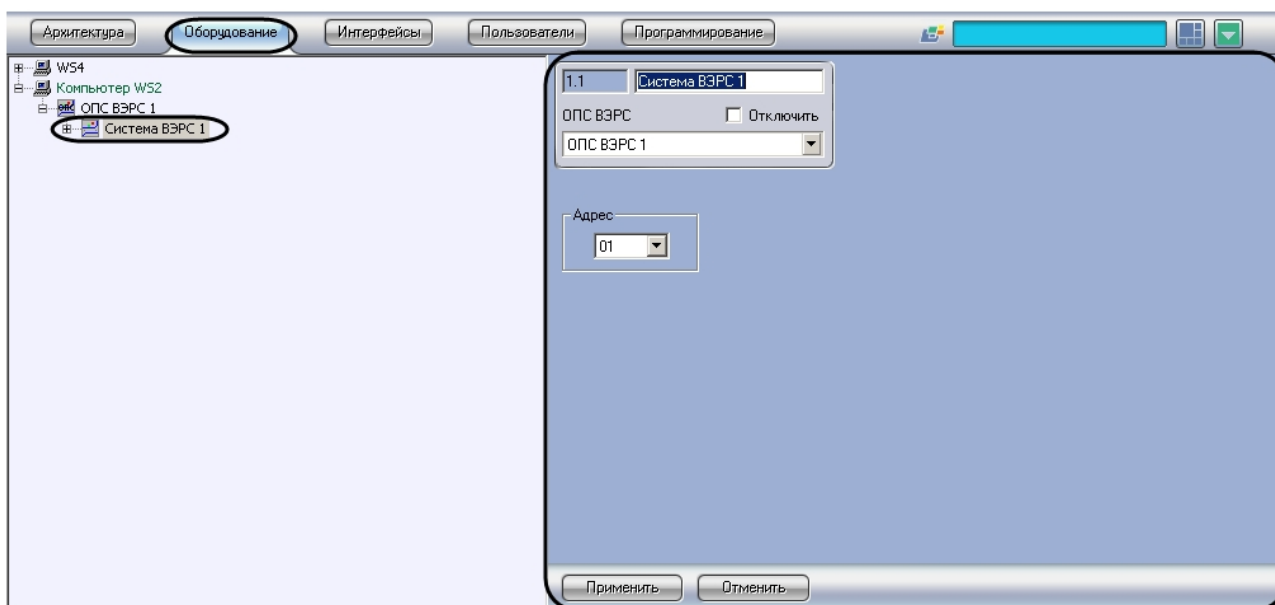 Архитектура Оборудование Интерфейсы Пользователи Программирование
WS4
Компьютер WS2
ОПС ВЭРС 1
Система ВЭРС 1
1.1 Система ВЭРС 1
ОПС ВЭРС Отключить
ОПС ВЭРС 1
Адрес
01
Применить Отменить